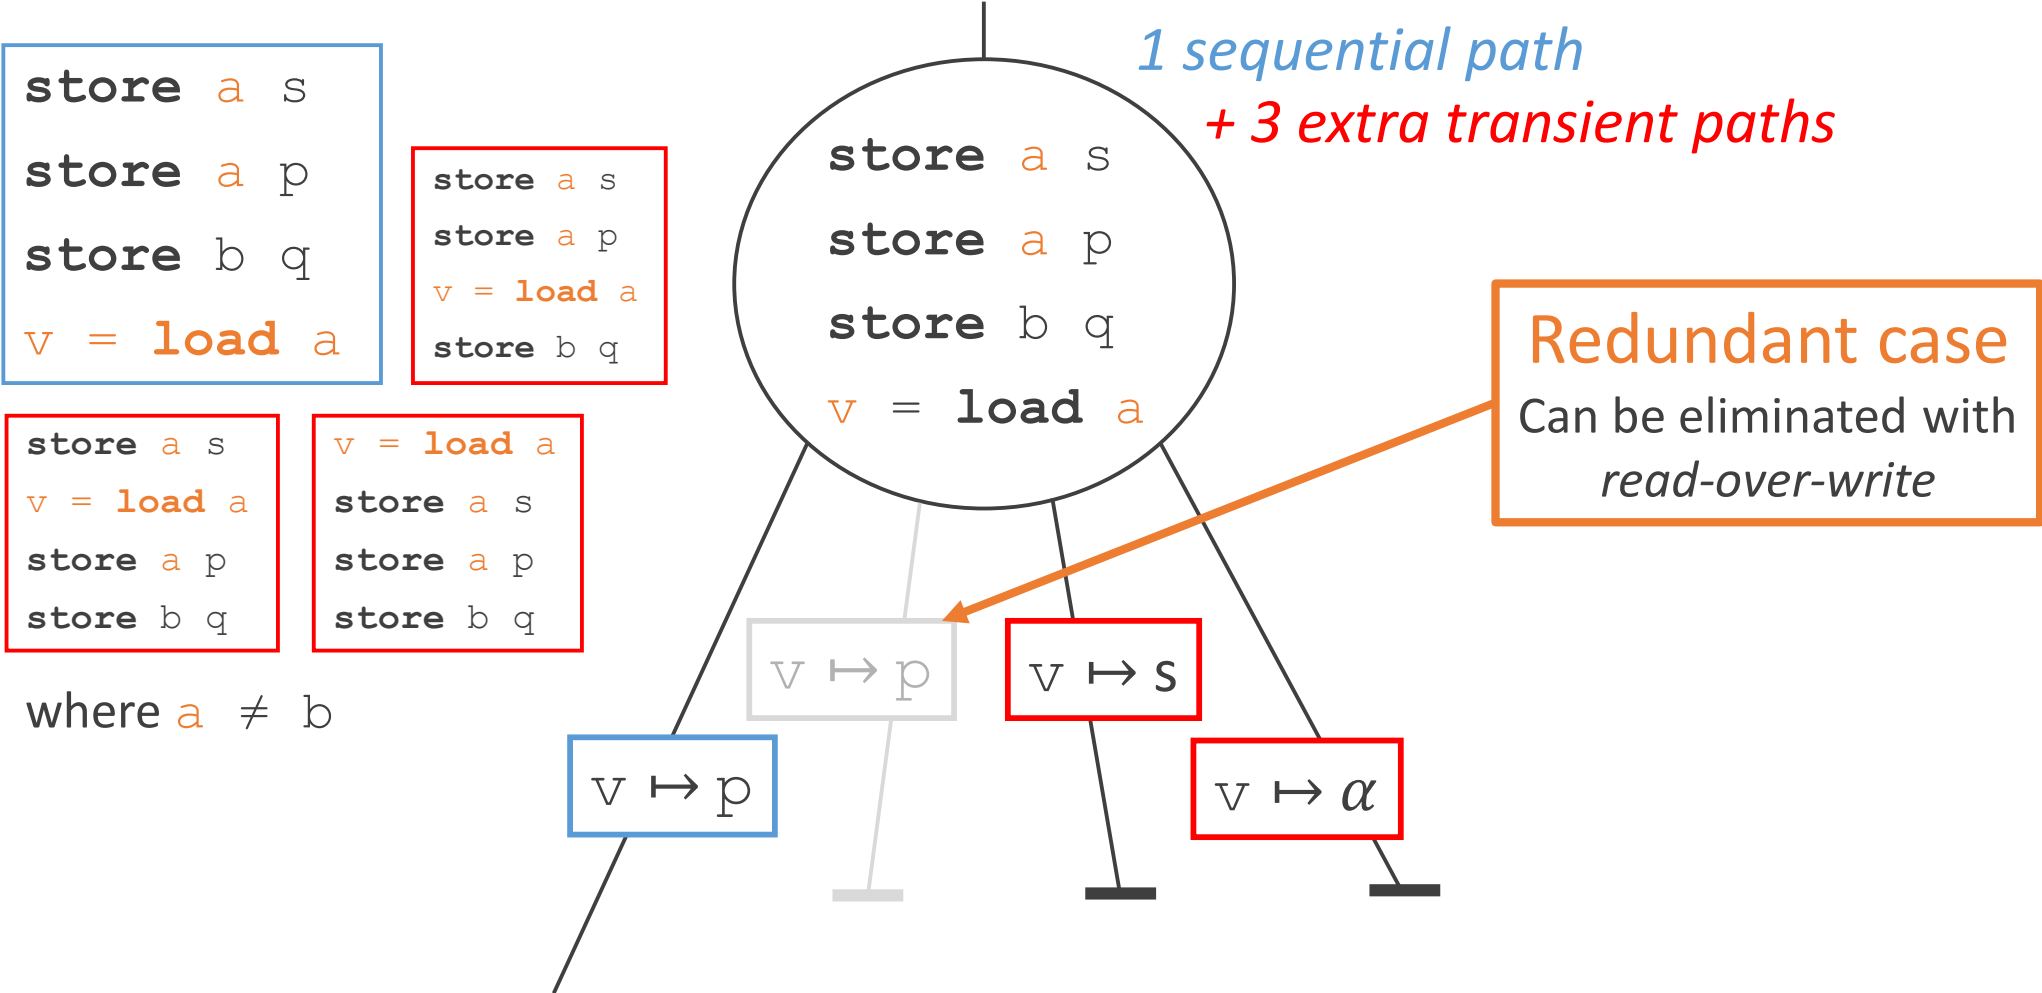 store a s
store a p
store b q
v = load a
store a s
store a p
v = load a
store b q
store a s
v = load a
store a p
store b q
v = load a
store a s
store a p
store b q
where a ≠ b
1 sequential path
+ 3 extra transient paths
store a s
store a p
store b q
v = load a
Redundant case
Can be eliminated with
read-over-write
v ↦ p
v ↦ p
v ↦ s
v ↦ α